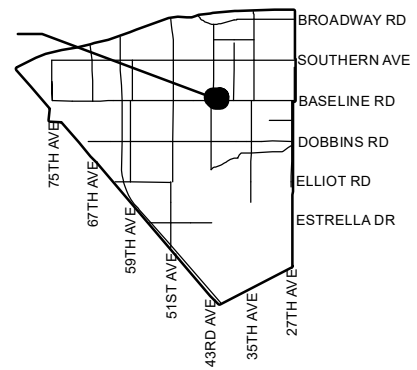 BROADWAY RD
SOUTHERN AVE
BASELINE RD
DOBBINS RD
ELLIOT RD
ESTRELLA DR
75TH AVE
67TH AVE
59TH AVE
51ST AVE
43RD AVE
35TH AVE
27TH AVE